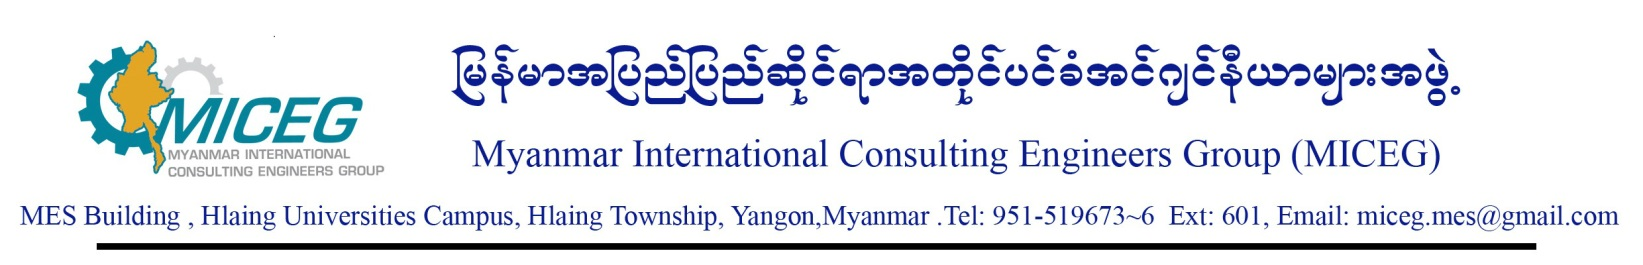 MICEG
MYANMAR INTERNATIONAL
CONSULTING ENGINEERS GROUP
မြန်မာအပြည်ပြည်ဆိုင်ရာအတိုင်ပင်ခံအင်ဂျင်နီယာများအဖွဲ့
Myanmar International Consulting Engineers Group (MICEG)
MES Building , Hlaing Universities Campus, Hlaing Township, Yangon,Myanmar .Tel: 951-519673~6 Ext: 601, Email: miceg.mes@gmail.com